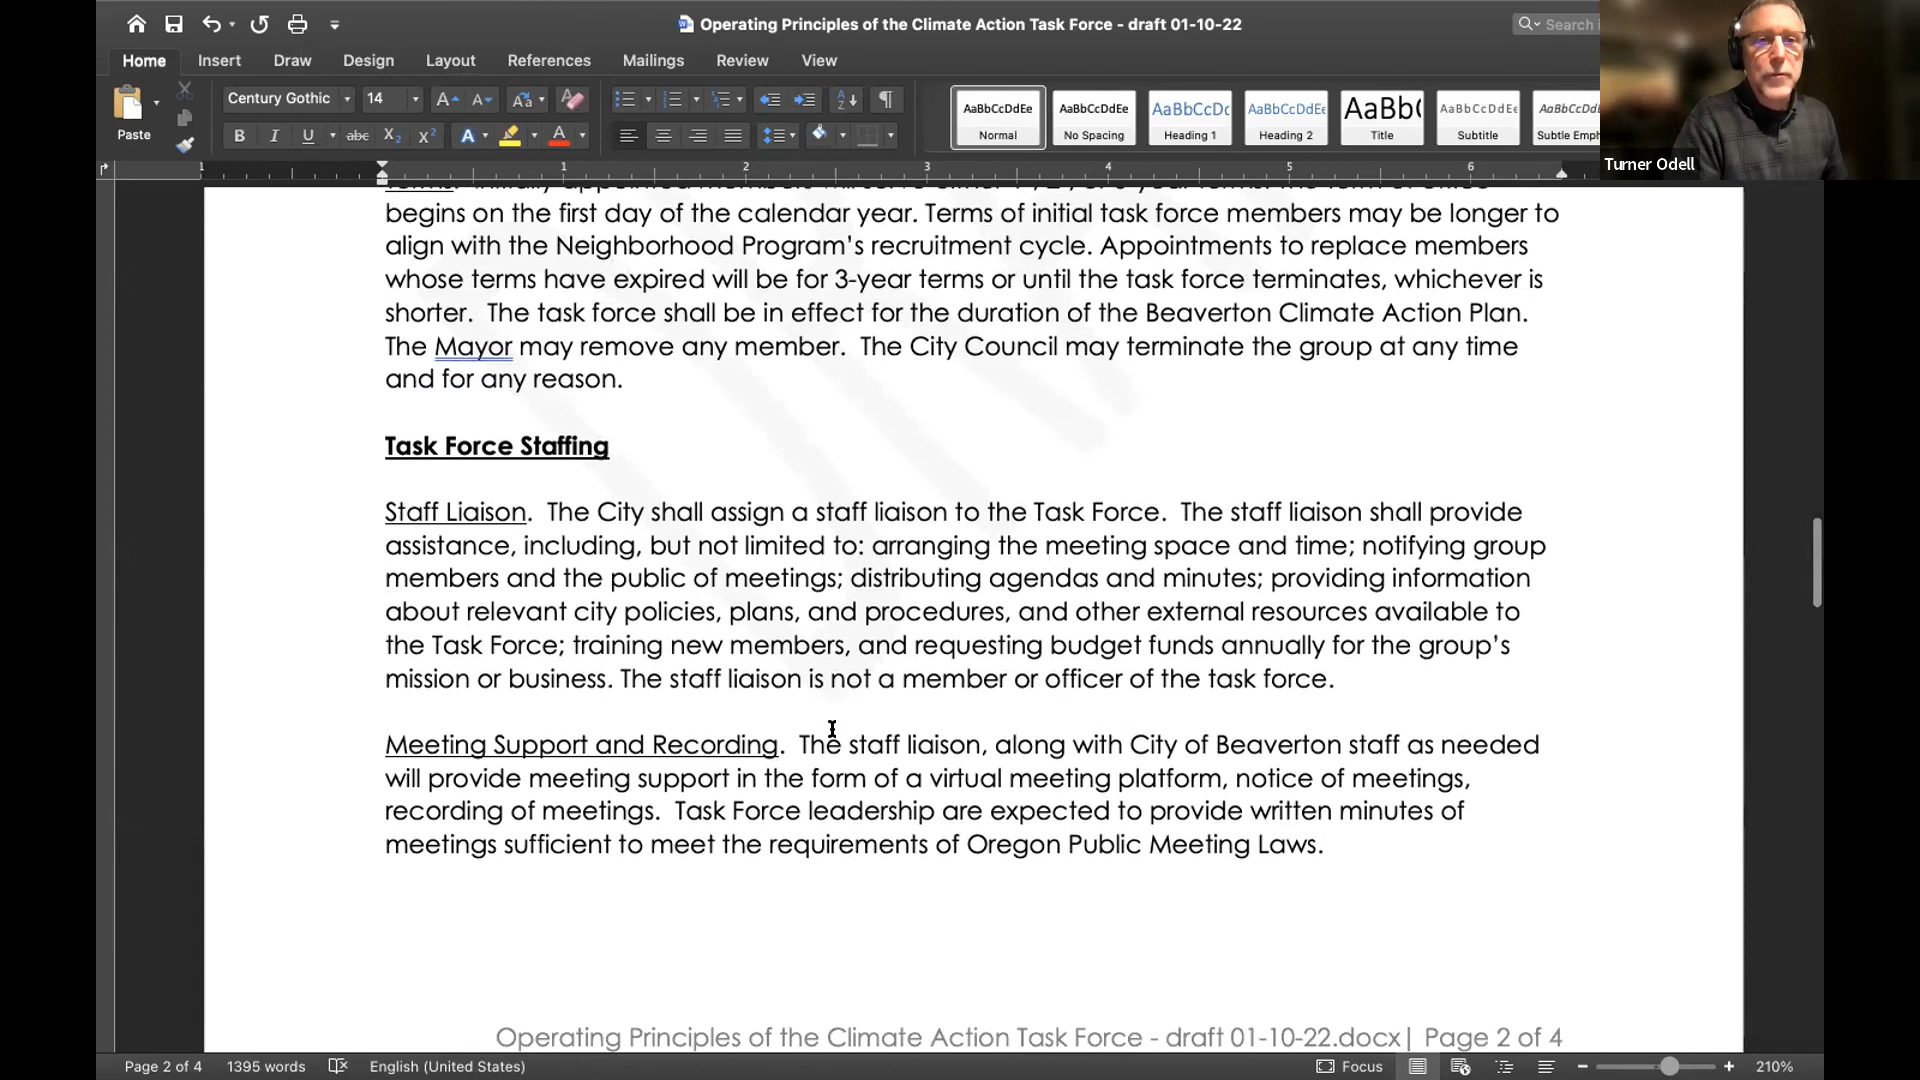 Operating Principles of the Climate Action Task Force - draft 01-10-22
Search i
Home Insert Draw Design Layout References Mailings Review View
Paste
Century Gothic 14
AaBbCcDdEe AaBbCcDdEe AaBbCcDc AaBbCcDdEe AaBb( AaBbCcDdEe AaBbCcDc
Normal No Spacing Heading 1 Heading 2 Title Subtitle Subtle Emph
Turner Odell
begins on the first day of the calendar year. Terms of initial task force members may be longer to
align with the Neighborhood Program’s recruitment cycle. Appointments to replace members
whose terms have expired will be for 3-year terms or until the task force terminates, whichever is
shorter. The task force shall be in effect for the duration of the Beaverton Climate Action Plan.
The Mayor may remove any member. The City Council may terminate the group at any time
and for any reason.
Task Force Staffing
Staff Liaison. The City shall assign a staff liaison to the Task Force. The staff liaison shall provide
assistance, including, but not limited to: arranging the meeting space and time; notifying group
members and the public of meetings; distributing agendas and minutes; providing information
about relevant city policies, plans, and procedures, and other external resources available to
the Task Force; training new members, and requesting budget funds annually for the group’s
mission or business. The staff liaison is not a member or officer of the task force.
Meeting Support and Recording. The staff liaison, along with City of Beaverton staff as needed
will provide meeting support in the form of a virtual meeting platform, notice of meetings,
recording of meetings. Task Force leadership are expected to provide written minutes of
meetings sufficient to meet the requirements of Oregon Public Meeting Laws.
Operating Principles of the Climate Action Task Force - draft 01-10-22.docx| Page 2 of 4
Page 2 of 4 1395 words English (United States) Focus 210%